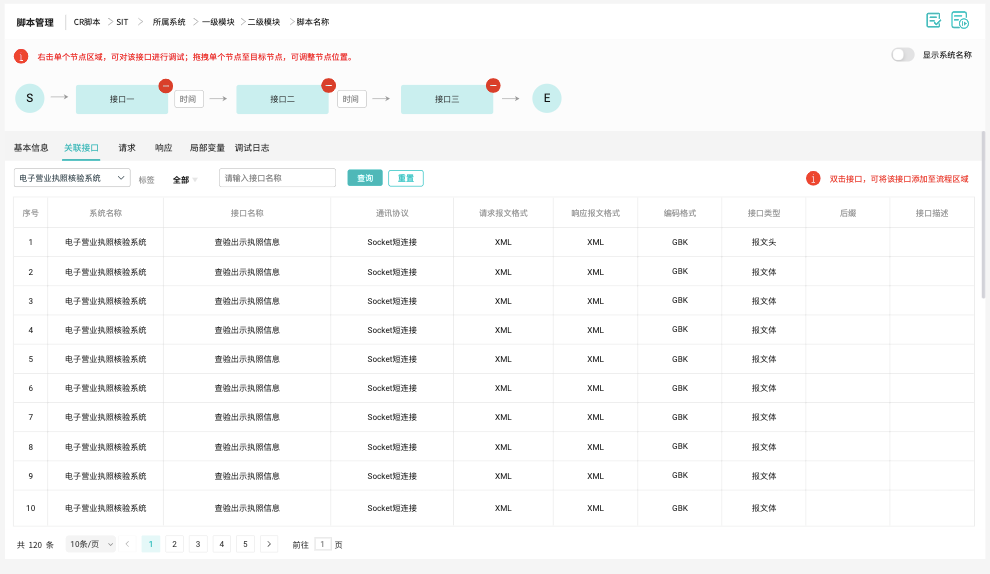 脚本管理 CR脚本 > SIT > 所属系统 > 一级模块 > 二级模块 > 脚本名称
1 右击单个节点区域，可对该接口进行调试；拖拽单个节点至目标节点，可调整节点位置。 显示系统名称
S 接口一 时间 接口二 时间 接口三 E
基本信息 关联接口 请求 响应 局部变量 调试日志
电子营业执照核验系统 标签 全部 请输入接口名称 查询 重置 1 双击接口，可将该接口添加至流程区域
序号 系统名称 接口名称 通讯协议 请求报文格式 响应报文格式 编码格式 接口类型 后缀 接口描述
1 电子营业执照核验系统 查验出示执照信息 Socket短连接 XML XML GBK 报文头
2 电子营业执照核验系统 查验出示执照信息 Socket短连接 XML XML GBK 报文体
3 电子营业执照核验系统 查验出示执照信息 Socket短连接 XML XML GBK 报文体
4 电子营业执照核验系统 查验出示执照信息 Socket短连接 XML XML GBK 报文体
5 电子营业执照核验系统 查验出示执照信息 Socket短连接 XML XML GBK 报文体
6 电子营业执照核验系统 查验出示执照信息 Socket短连接 XML XML GBK 报文体
7 电子营业执照核验系统 查验出示执照信息 Socket短连接 XML XML GBK 报文体
8 电子营业执照核验系统 查验出示执照信息 Socket短连接 XML XML GBK 报文体
9 电子营业执照核验系统 查验出示执照信息 Socket短连接 XML XML GBK 报文体
10 电子营业执照核验系统 查验出示执照信息 Socket短连接 XML XML GBK 报文体
共 120 条 10条/页 < 1 2 3 4 5 > 前往 1 页